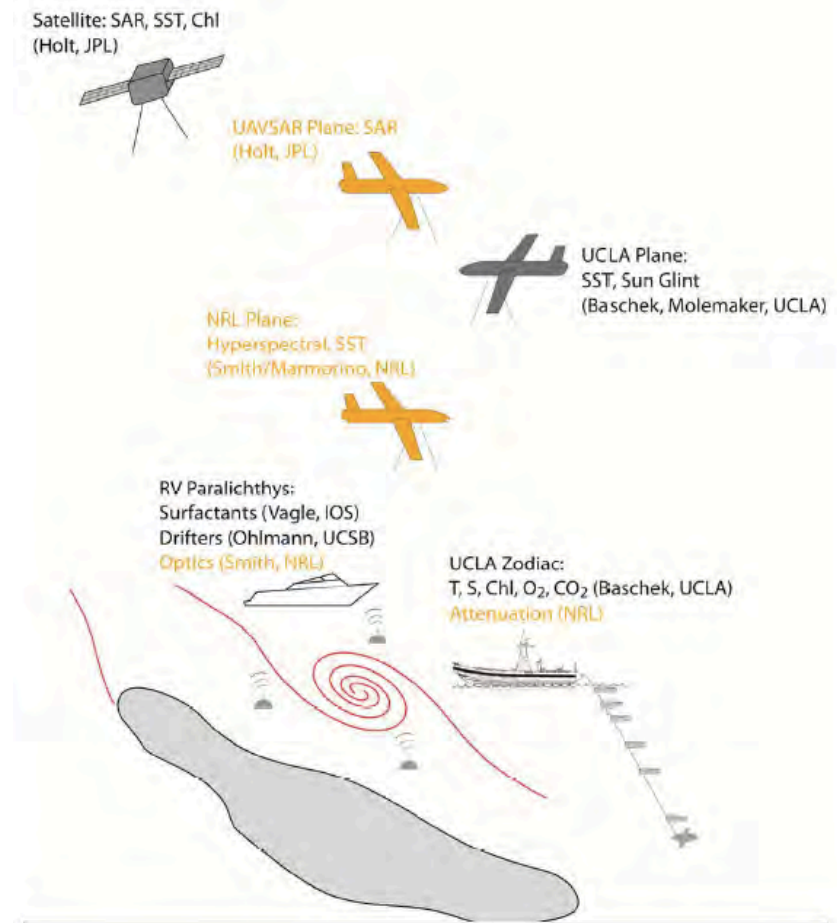 Satellite: SAR, SST, Chl
(Holt, JPL)
UAVSAR Plane: SAR
(Holt, JPL)
UCLA Plane:
SST, Sun Glint
(Baschek, Molemaker, UCLA)
NRL Plane:
Hyperspectral, SST
(Smith/Marmorino, NRL)
RV Paralichthys:
Surfactants (Vagle, IOS)
Drifters (Ohlmann, UCSB)
Optics (Smith, NRL)
UCLA Zodiac:
T, S, Chl, O₂, CO₂ (Baschek, UCLA)
Attenuation (NRL)